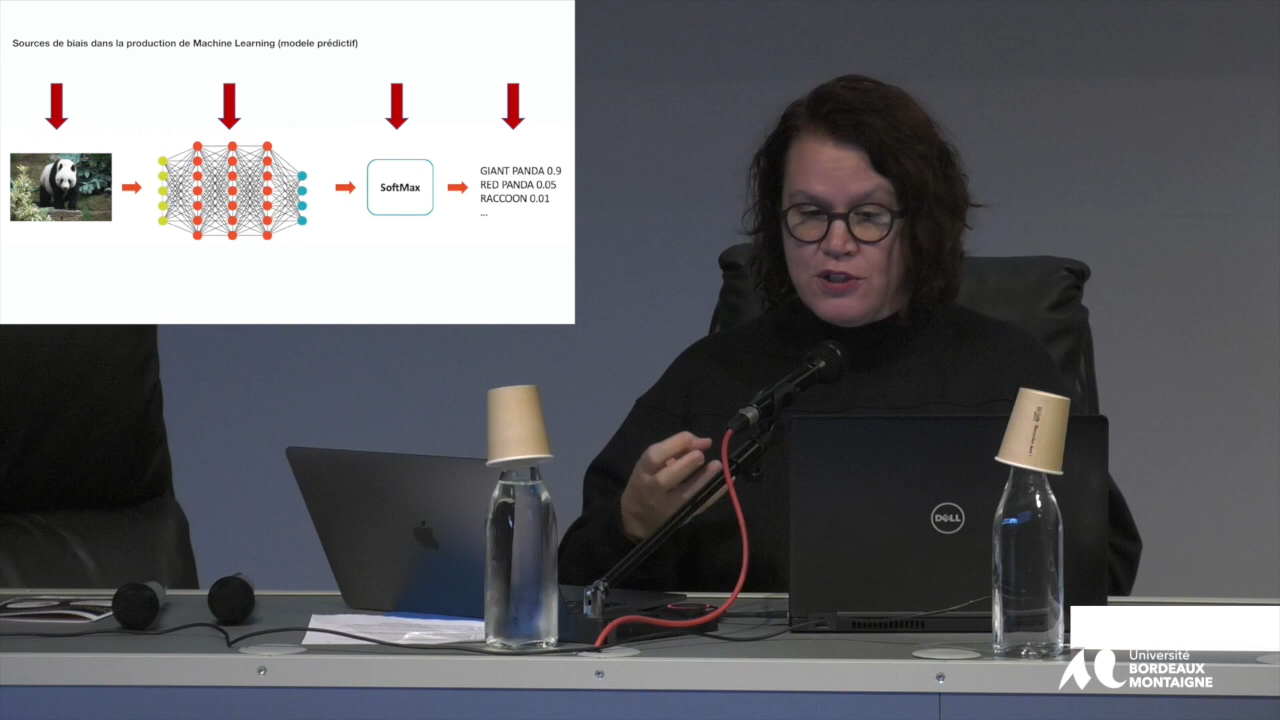 Sources de biais dans la production de Machine Learning (modele prédictif)
SoftMax
GIANT PANDA 0.9
RED PANDA 0.05
RACCOON 0.01
...
DELL
Université
BORDEAUX
MONTAIGNE